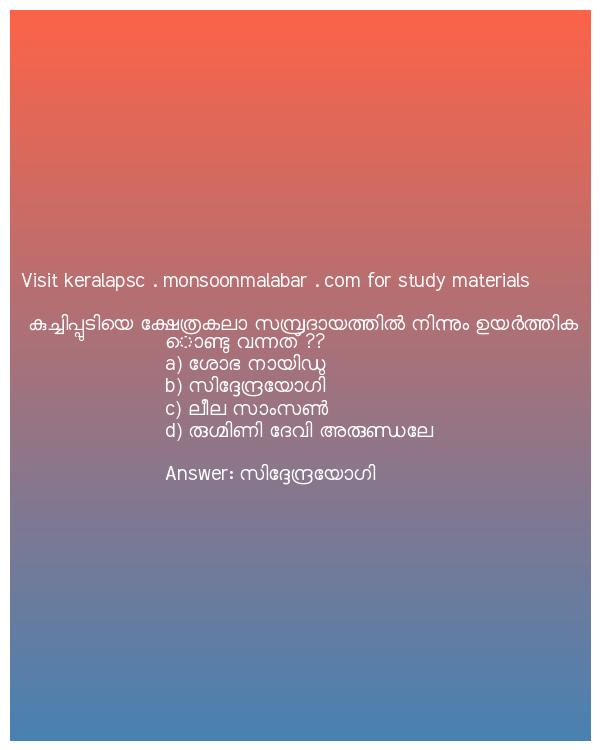 Visit keralapsc . monsoonmalabar . com for study materials
കുച്ചിപ്പുടിയെ ക്ഷേത്രകലാ സമ്പ്രദായത്തിൽ നിന്നും ഉയർത്തിക
ൊണ്ടു വന്നത് ??
a) ശോഭ നായിഡു
b) സിദ്ദേന്ദ്രയോഗി
c) ലീല സാംസൺ
d) രുഗ്മിണി ദേവി അരുണ്ഡലേ
Answer: സിദ്ദേന്ദ്രയോഗി